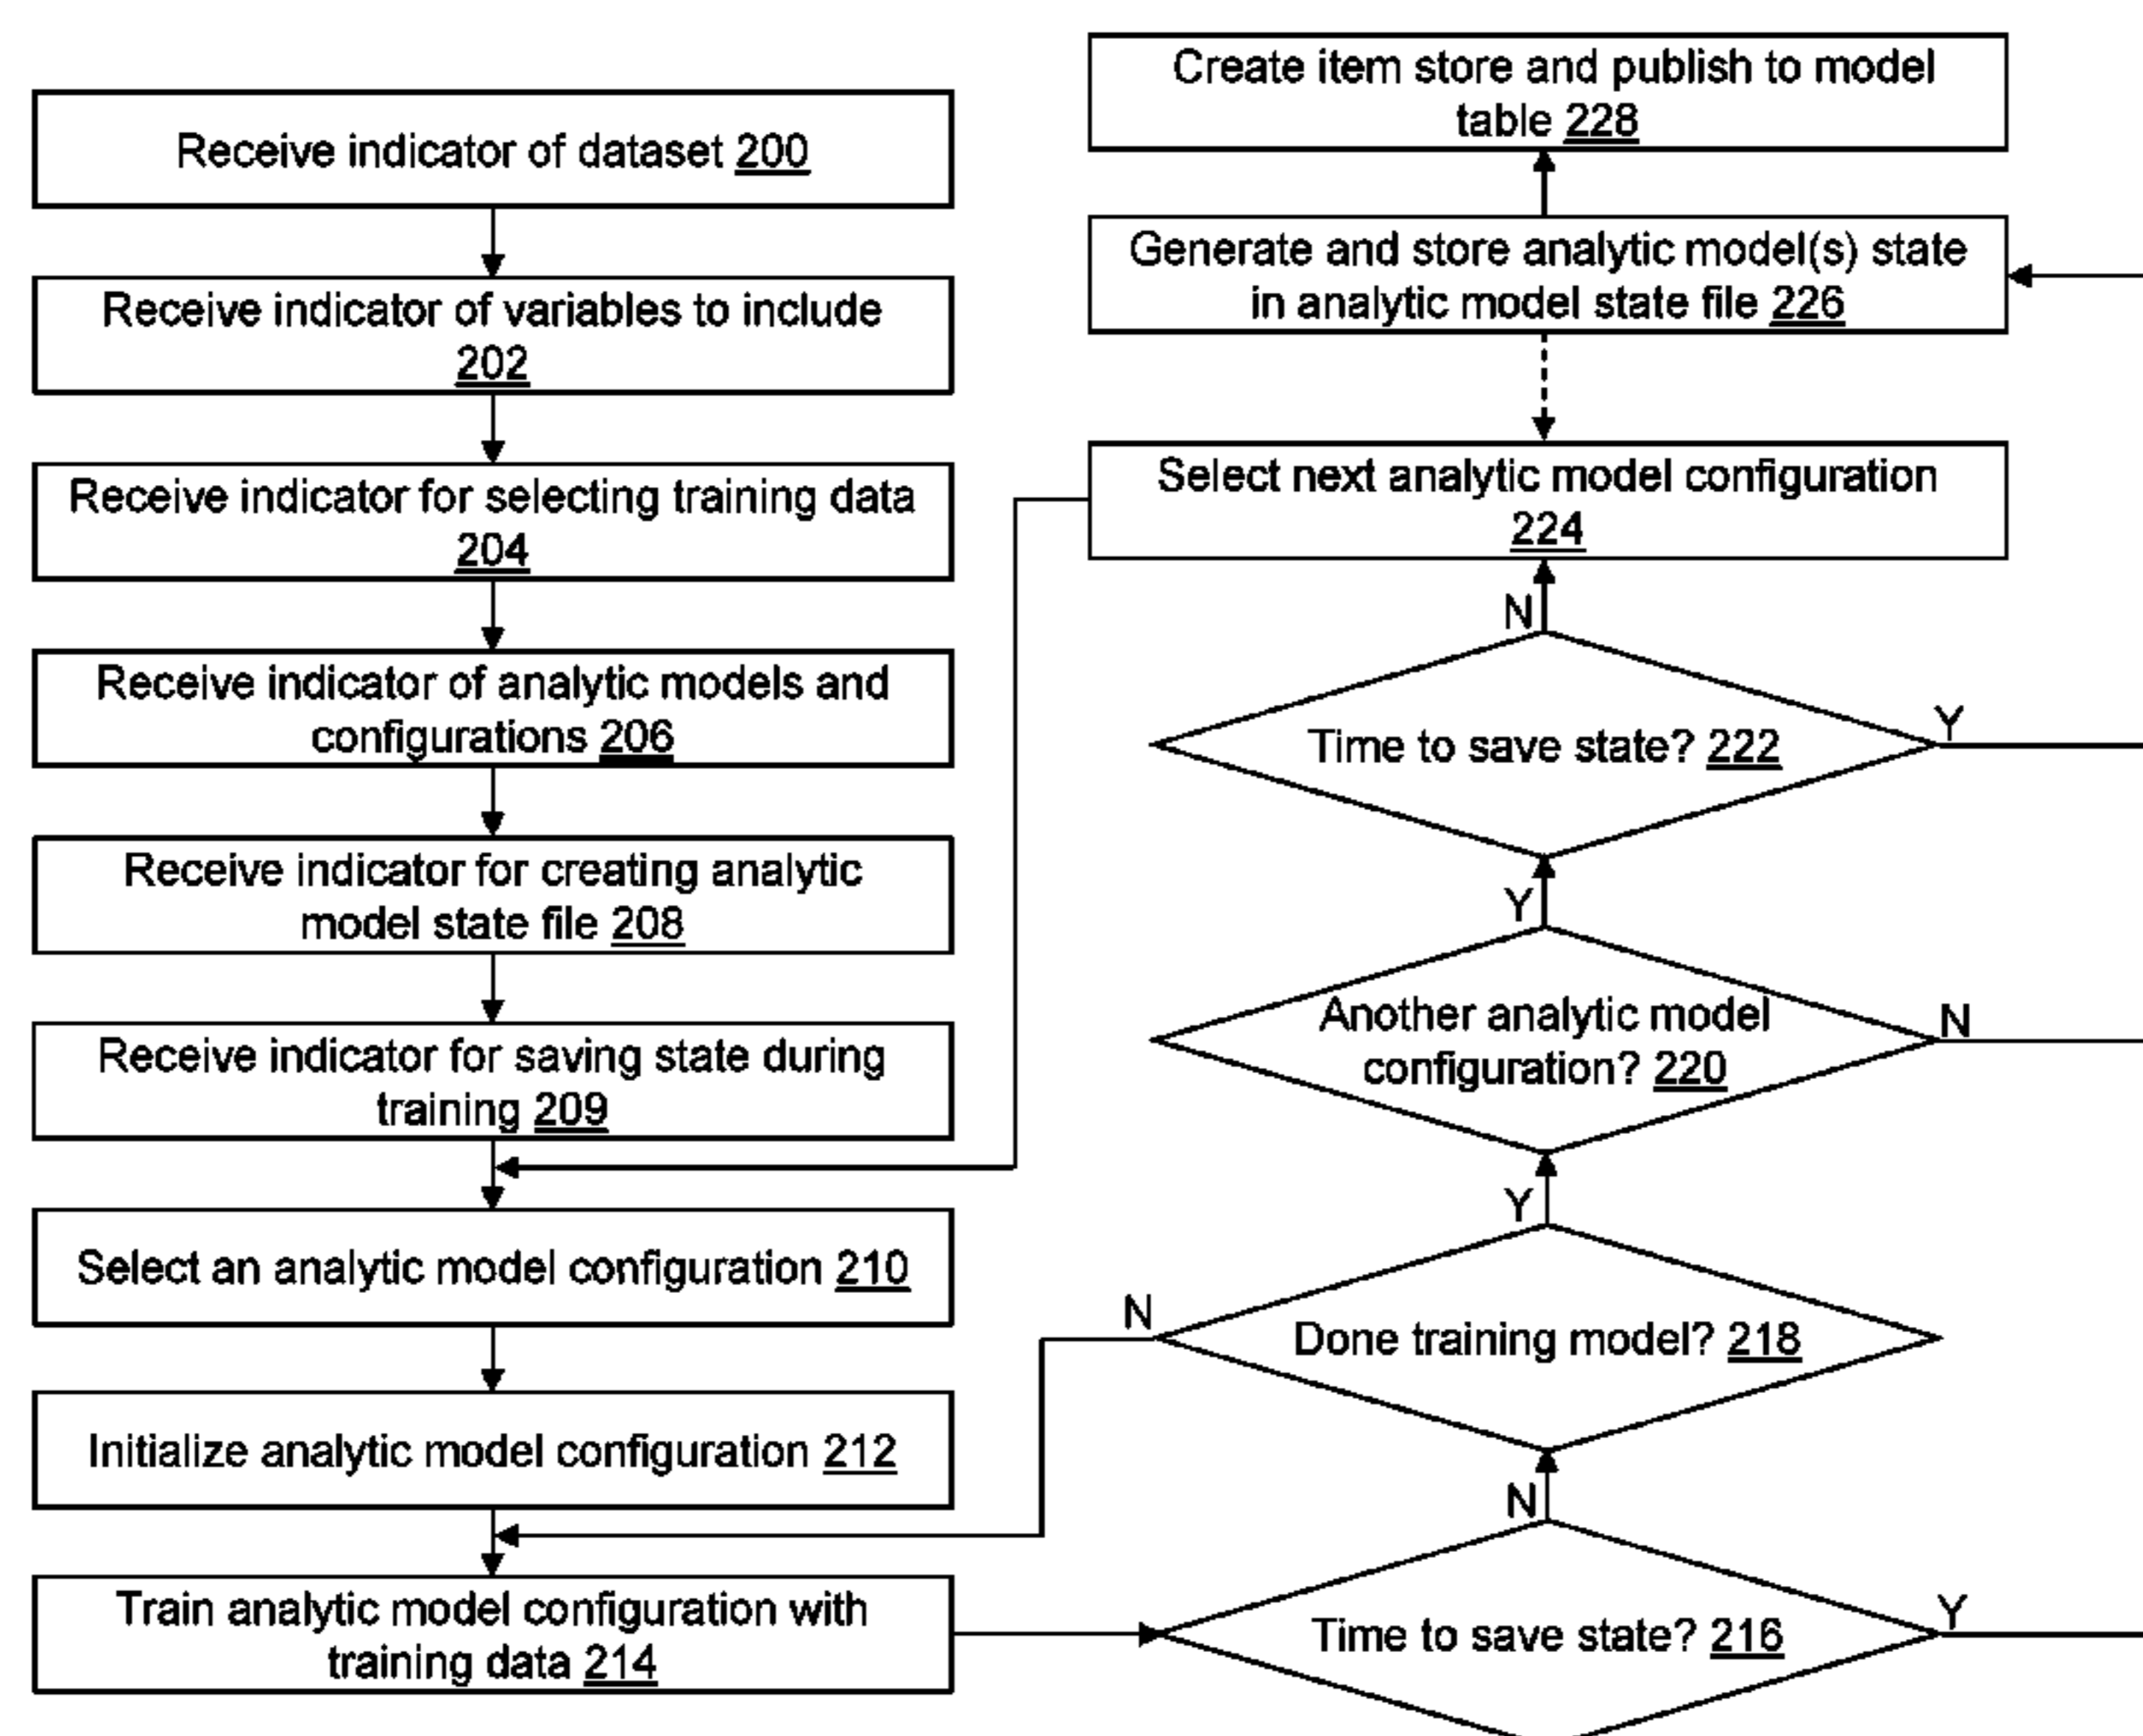 Receive indicator of dataset 200
Receive indicator of variables to include
202
Receive indicator for selecting training data
204
Receive indicator of analytic models and
configurations 206
Receive indicator for creating analytic
model state file 208
Receive indicator for saving state during
training 209
Select an analytic model configuration 210
Initialize analytic model configuration 212
Train analytic model configuration with
training data 214
Create item store and publish to model
table 228
Generate and store analytic model(s) state
in analytic model state file 226
Select next analytic model configuration
224
N
Time to save state? 222
Y
Y
Another analytic model
configuration? 220
N
Y
N
Done training model? 218
N
Time to save state? 216
Y